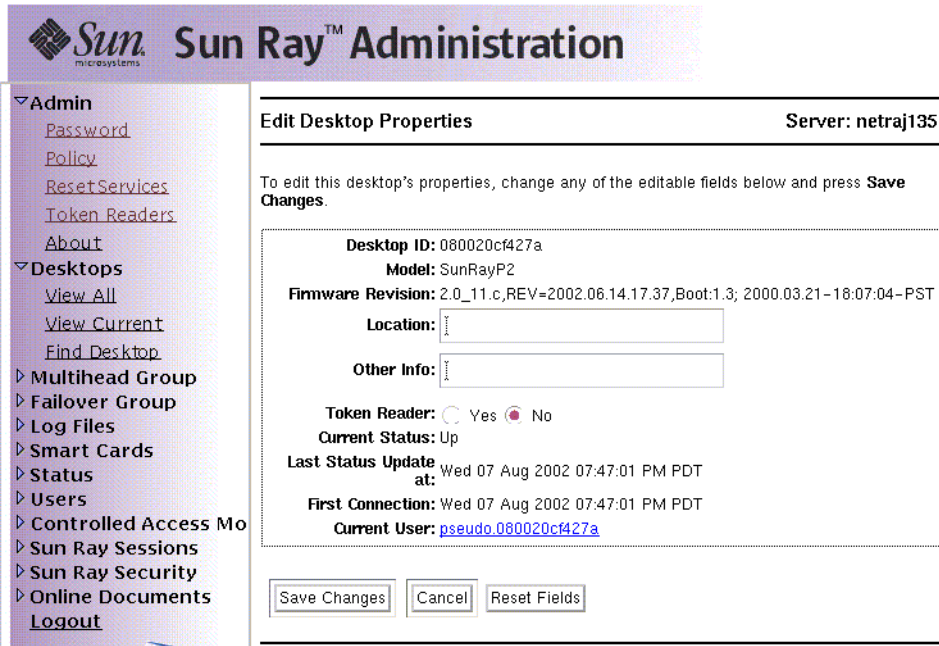 Sun microsystems Sun Ray™ Administration
Admin
Password
Policy
ResetServices
Token Readers
About
Desktops
View All
View Current
Find Desktop
Multihead Group
Failover Group
Log Files
Smart Cards
Status
Users
Controlled Access Mo
Sun Ray Sessions
Sun Ray Security
Online Documents
Logout
Edit Desktop Properties Server: netraj135
To edit this desktop's properties, change any of the editable fields below and press Save
Changes.
Desktop ID: 080020cf427a
Model: SunRayP2
Firmware Revision: 2.0_11.c,REV=2002.06.14.17.37,Boot:1.3; 2000.03.21-18:07:04-PST
Location:
Other Info:
Token Reader: Yes No
Current Status: Up
Last Status Update at: Wed 07 Aug 2002 07:47:01 PM PDT
First Connection: Wed 07 Aug 2002 07:47:01 PM PDT
Current User: pseudo.080020cf427a
Save Changes Cancel Reset Fields